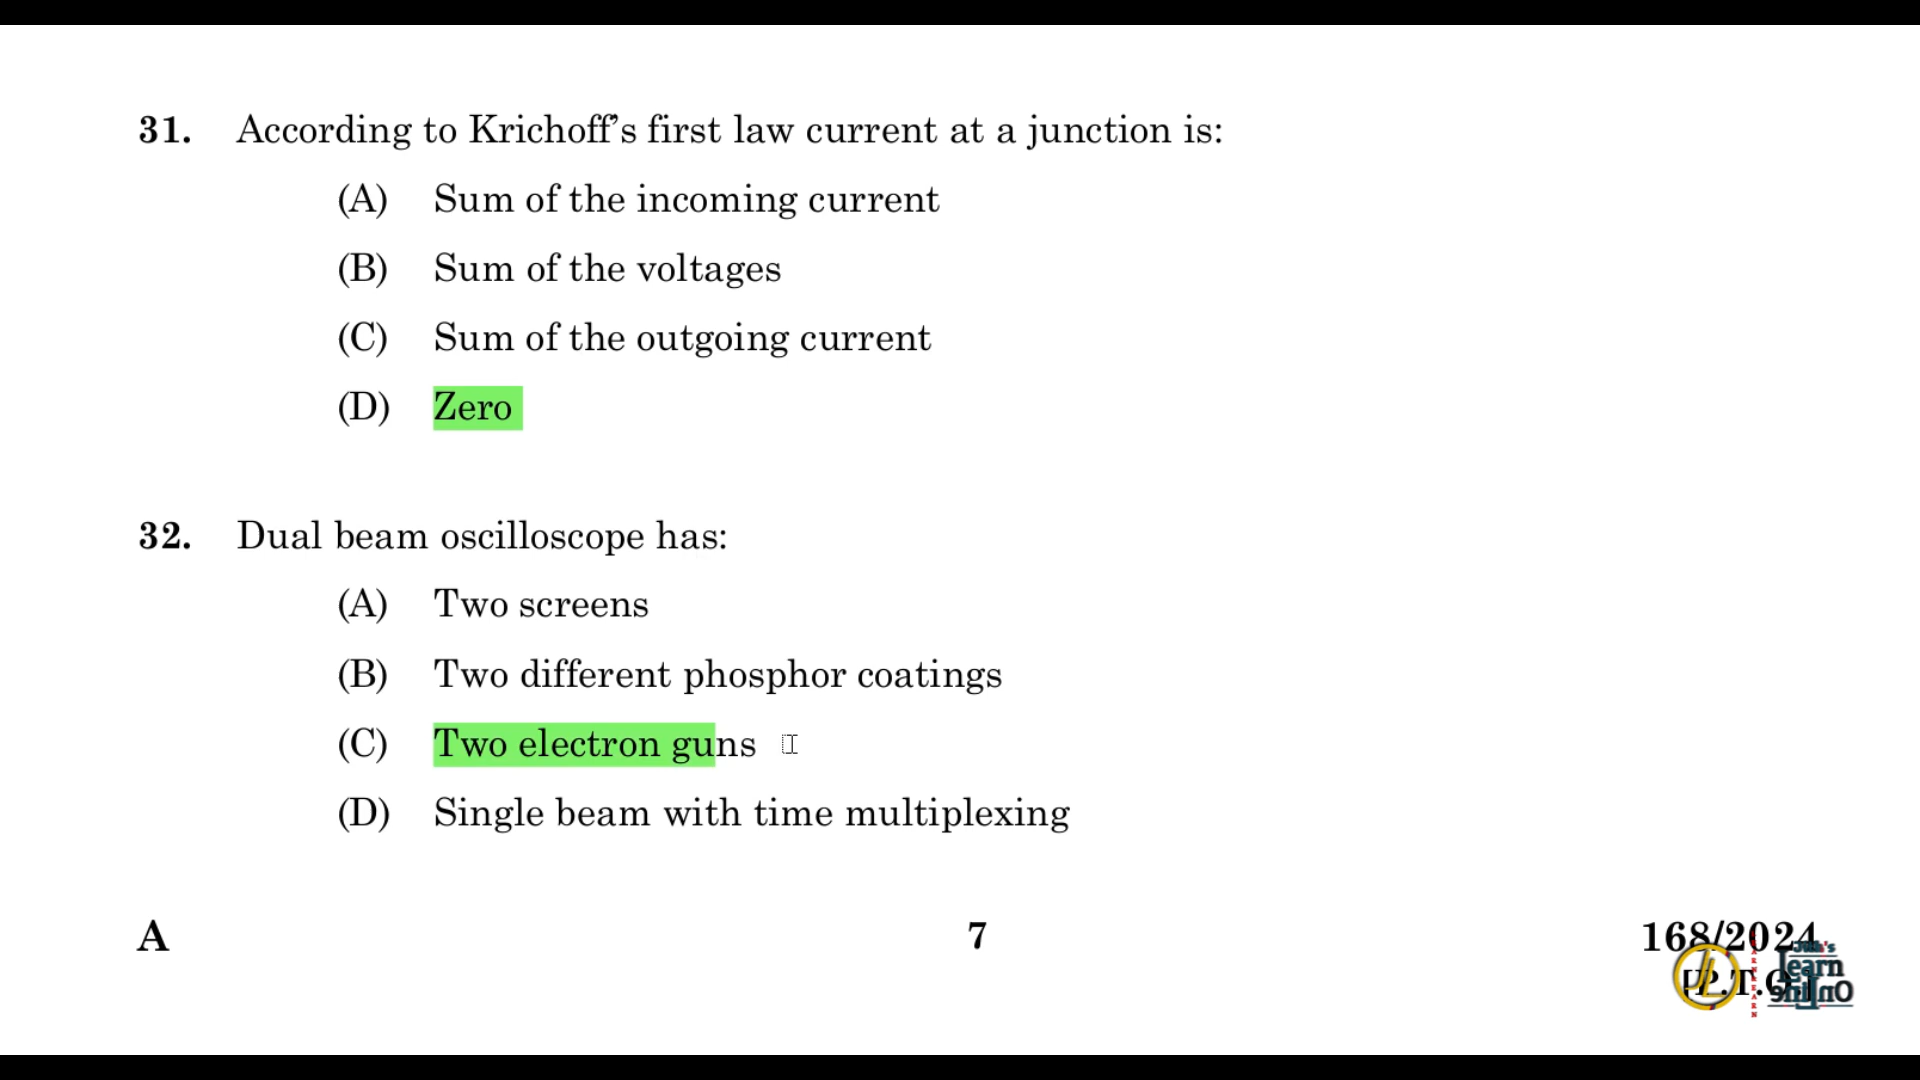 31. According to Krichoff's first law current at a junction is:
(A) Sum of the incoming current
(B) Sum of the voltages
(C) Sum of the outgoing current
(D) Zero
32. Dual beam oscilloscope has:
(A) Two screens
(B) Two different phosphor coatings
(C) Two electron guns
(D) Single beam with time multiplexing
A 7 168/2024
[P.T.O.]
earn